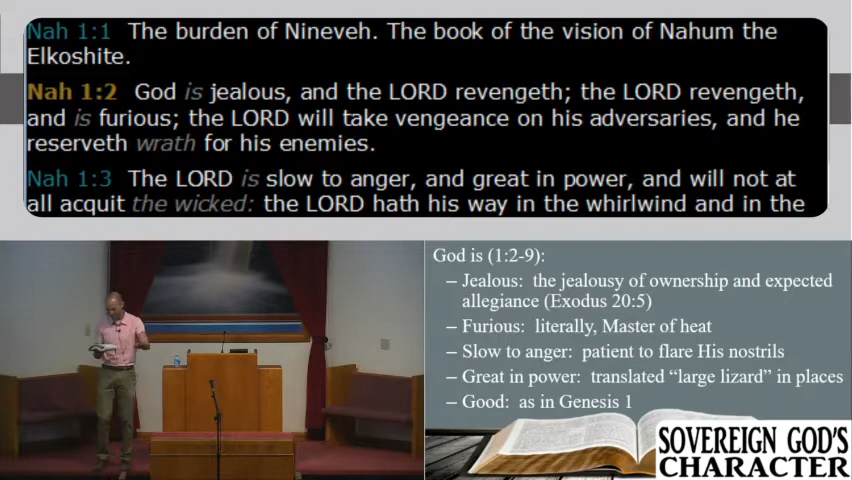 Nah 1:1 The burden of Nineveh. The book of the vision of Nahum the
Elkoshite.
Nah 1:2 God is jealous, and the LORD revengeth; the LORD revengeth,
and is furious; the LORD will take vengeance on his adversaries, and he
reserveth wrath for his enemies.
Nah 1:3 The LORD is slow to anger, and great in power, and will not at
all acquit the wicked: the LORD hath his way in the whirlwind and in the
God is (1:2-9):
– Jealous: the jealousy of ownership and expected
allegiance (Exodus 20:5)
– Furious: literally, Master of heat
– Slow to anger: patient to flare His nostrils
– Great in power: translated “large lizard” in places
– Good: as in Genesis 1
SOVEREIGN GOD'S
CHARACTER